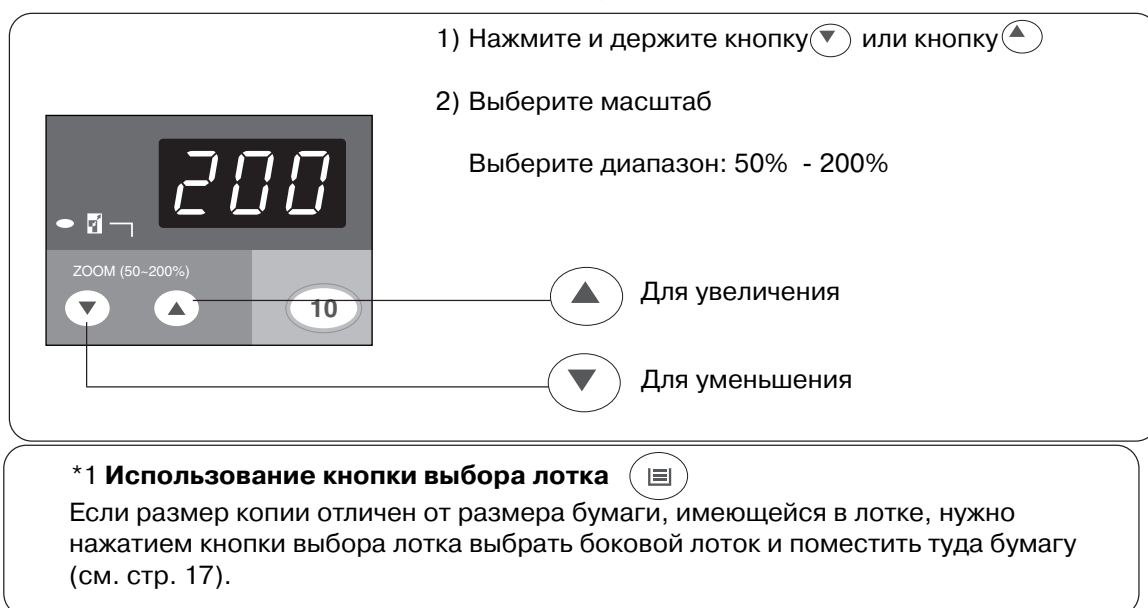 1) Нажмите и держите кнопку ▼ или кнопку ▲
2) Выберите масштаб
Выберите диапазон: 50% - 200%
200
ZOOM (50~200%)
10
Для увеличения
Для уменьшения
*1 Использование кнопки выбора лотка
Если размер копии отличен от размера бумаги, имеющейся в лотке, нужно
нажатием кнопки выбора лотка выбрать боковой лоток и поместить туда бумагу
(см. стр. 17).